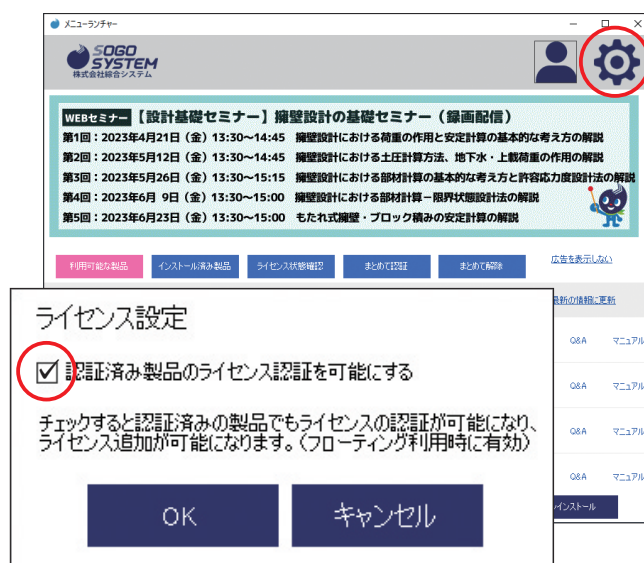 メニューランチャー
SOGO
SYSTEM
株式会社綜合システム
WEBセミナー 【設計基礎セミナー】擁壁設計の基礎セミナー（録画配信）
第1回：2023年4月21日（金）13:30～14:45 擁壁設計における荷重の作用と安定計算の基本的な考え方の解説
第2回：2023年5月12日（金）13:30～14:45 擁壁設計における土圧計算方法、地下水・上載荷重の作用の解説
第3回：2023年5月26日（金）13:30～15:15 擁壁設計における部材計算の基本的な考え方と許容応力度設計法の解説
第4回：2023年6月 9日（金）13:30～15:00 擁壁設計における部材計算－限界状態設計法の解説
第5回：2023年6月23日（金）13:30～15:00 もたれ式擁壁・ブロック積みの安定計算の解説
利用可能な製品 インストール済み製品 ライセンス状態確認 まとめて認証 まとめて解除 広告を表示しない
最新の情報に更新
ライセンス設定
Q&A マニュアル
認証済み製品のライセンス認証を可能にする
Q&A マニュアル
チェックすると認証済みの製品でもライセンスの認証が可能になり、
ライセンス追加が可能になります。（フローティング利用時に有効）
Q&A マニュアル
Q&A マニュアル
OK キャンセル
インストール